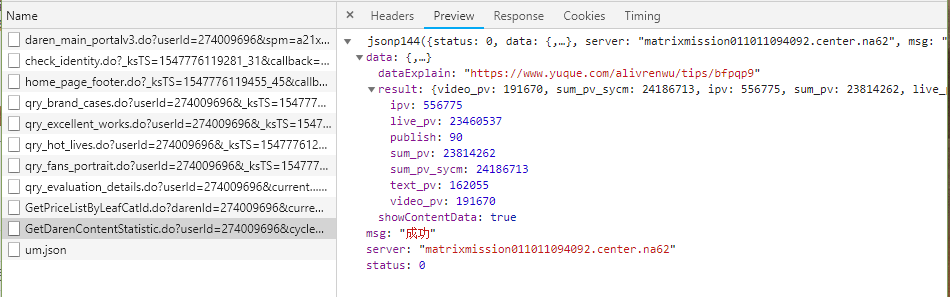 Name
× Headers Preview Response Cookies Timing
daren_main_portalv3.do?userId=274009696&spm=a21x...
check_identity.do?_ksTS=1547776119281_31&callback=...
home_page_footer.do?_ksTS=1547776119455_45&callb...
qry_brand_cases.do?userId=274009696&_ksTS=15477...
qry_excellent_works.do?userId=274009696&_ksTS=1547...
qry_hot_lives.do?userId=274009696&_ksTS=154777612...
qry_fans_portrait.do?userId=274009696&_ksTS=154777...
qry_evaluation_details.do?userId=274009696&current......
GetPriceListByLeafCatId.do?darenId=274009696&curre...
GetDarenContentStatistic.do?userId=274009696&cycle...
um.json
jsonp144({status: 0, data: {,…}, server: "matrixmission011011094092.center.na62", msg: "
data: {,…}
dataExplain: "https://www.yuque.com/alivrenwu/tips/bfpqp9"
result: {video_pv: 191670, sum_pv_sycm: 24186713, ipv: 556775, sum_pv: 23814262, live_
ipv: 556775
live_pv: 23460537
publish: 90
sum_pv: 23814262
sum_pv_sycm: 24186713
text_pv: 162055
video_pv: 191670
showContentData: true
msg: "成功"
server: "matrixmission011011094092.center.na62"
status: 0